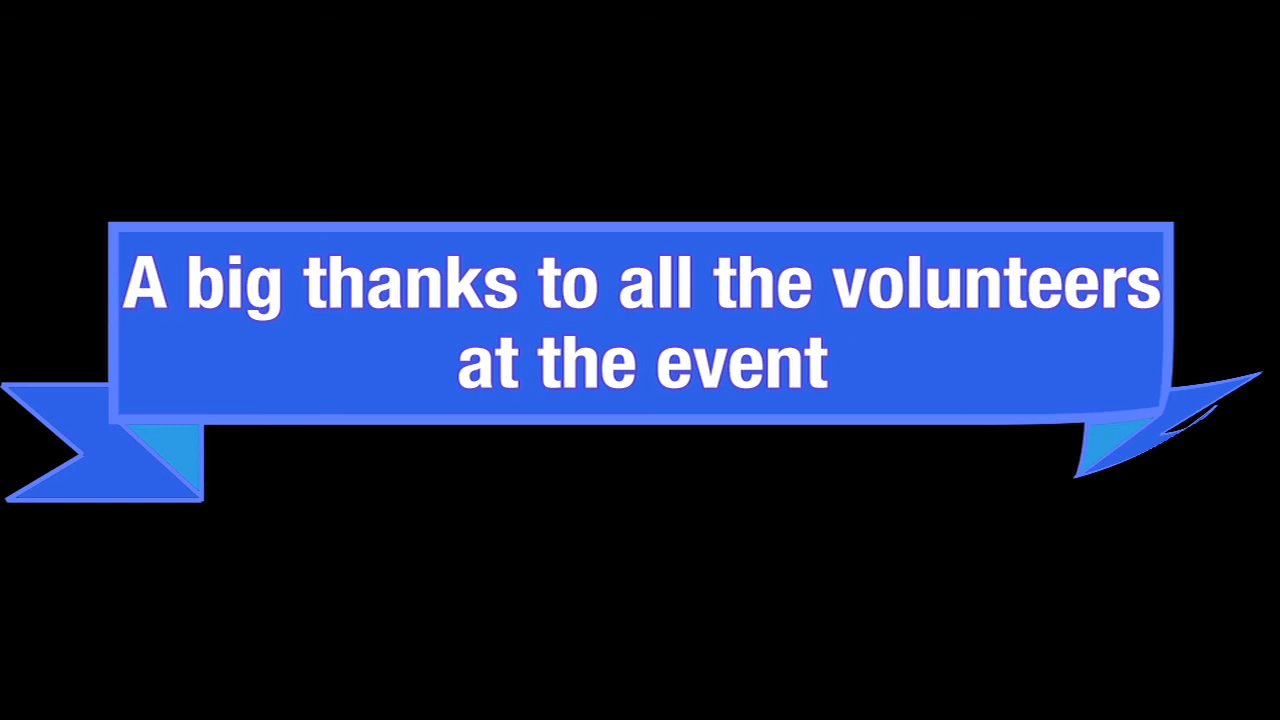 A big thanks to all the volunteers
at the event